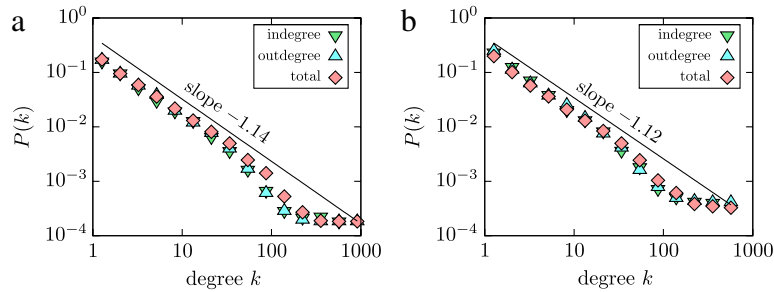 a
10^0
10^−1
10^−2
10^−3
10^−4
P(k)
indegree
outdegree
total
slope −1.14
1
10
100
1000
degree k
b
10^0
10^−1
10^−2
10^−3
10^−4
P(k)
indegree
outdegree
total
slope −1.12
1
10
100
1000
degree k